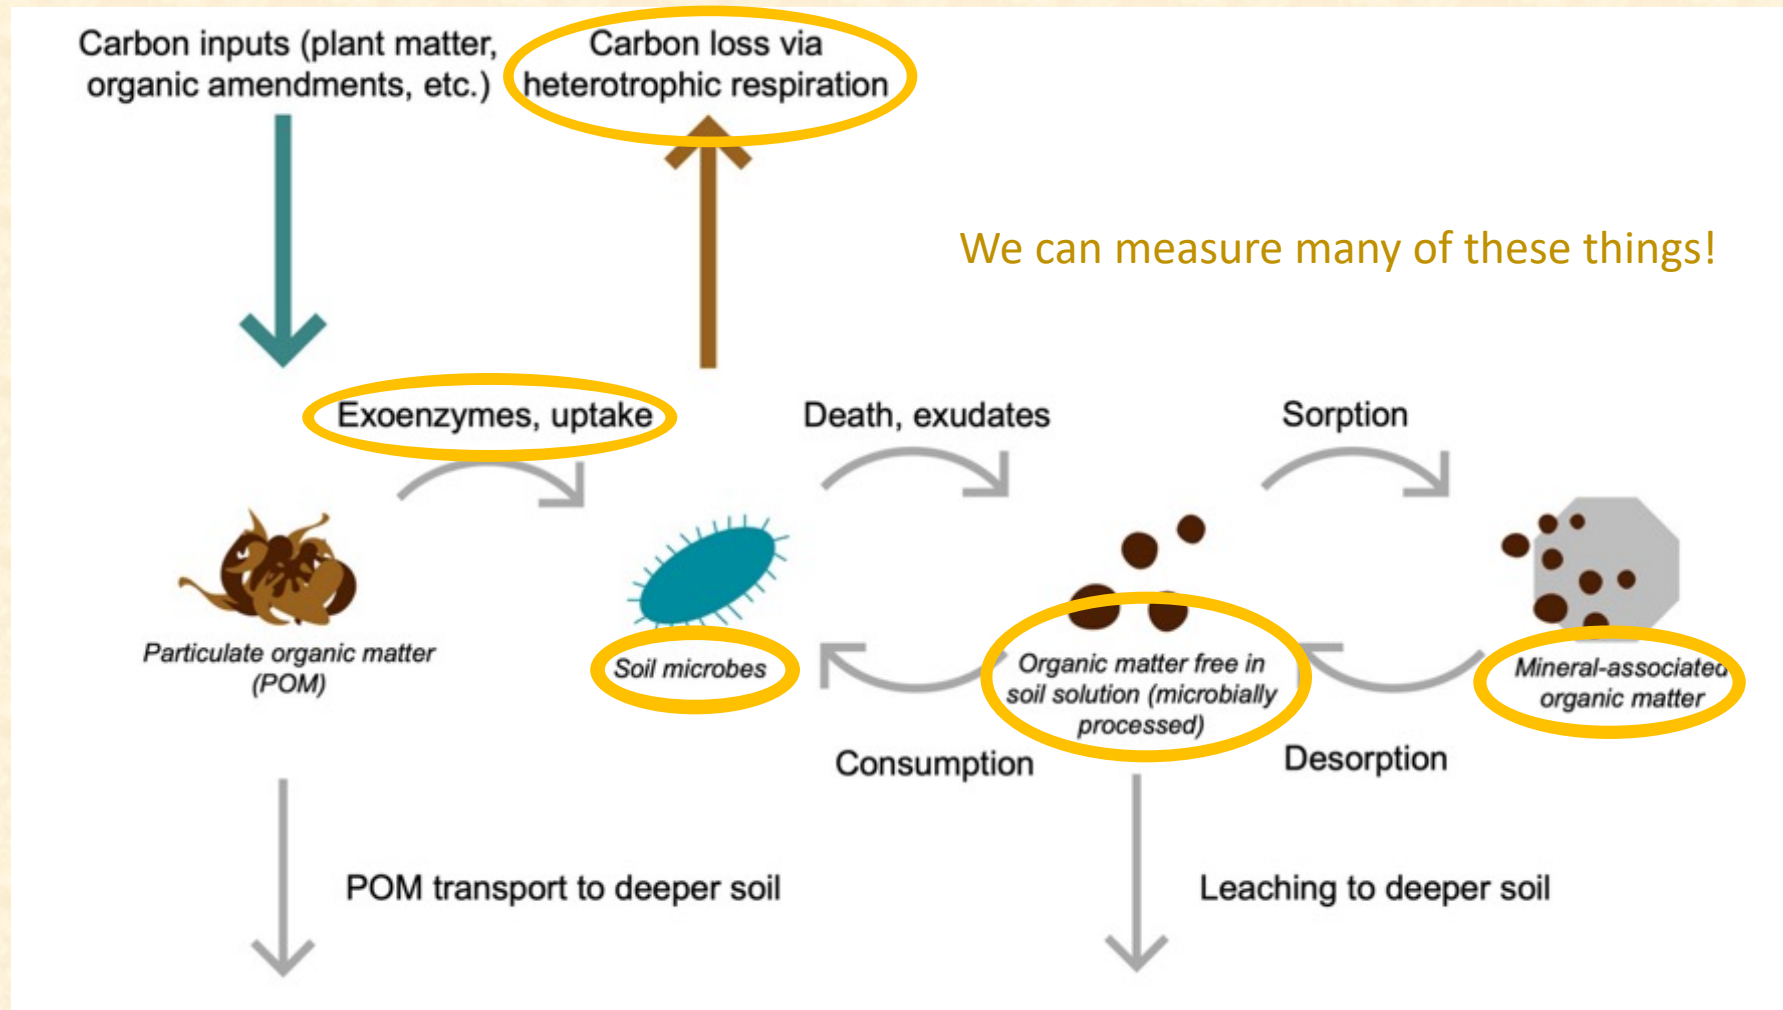 Carbon inputs (plant matter,
organic amendments, etc.)
Carbon loss via
heterotrophic respiration
We can measure many of these things!
Exoenzymes, uptake
Death, exudates
Sorption
Particulate organic matter
(POM)
Soil microbes
Organic matter free in
soil solution (microbially
processed)
Mineral-associated
organic matter
Consumption
Desorption
POM transport to deeper soil
Leaching to deeper soil